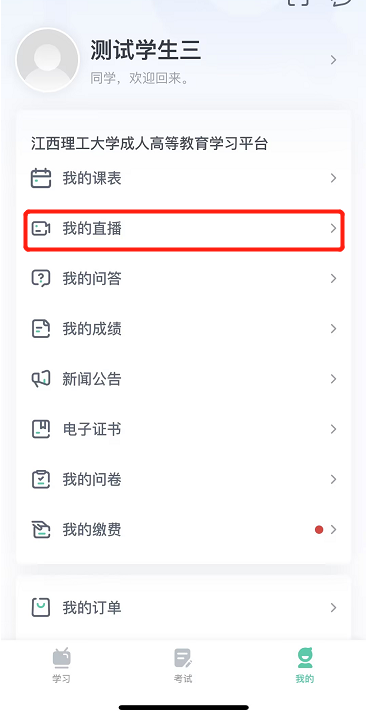 测试学生三
同学，欢迎回来。
江西理工大学成人高等教育学习平台
我的课表
我的直播
我的问答
我的成绩
新闻公告
电子证书
我的问卷
我的缴费
我的订单
学习
考试
我的